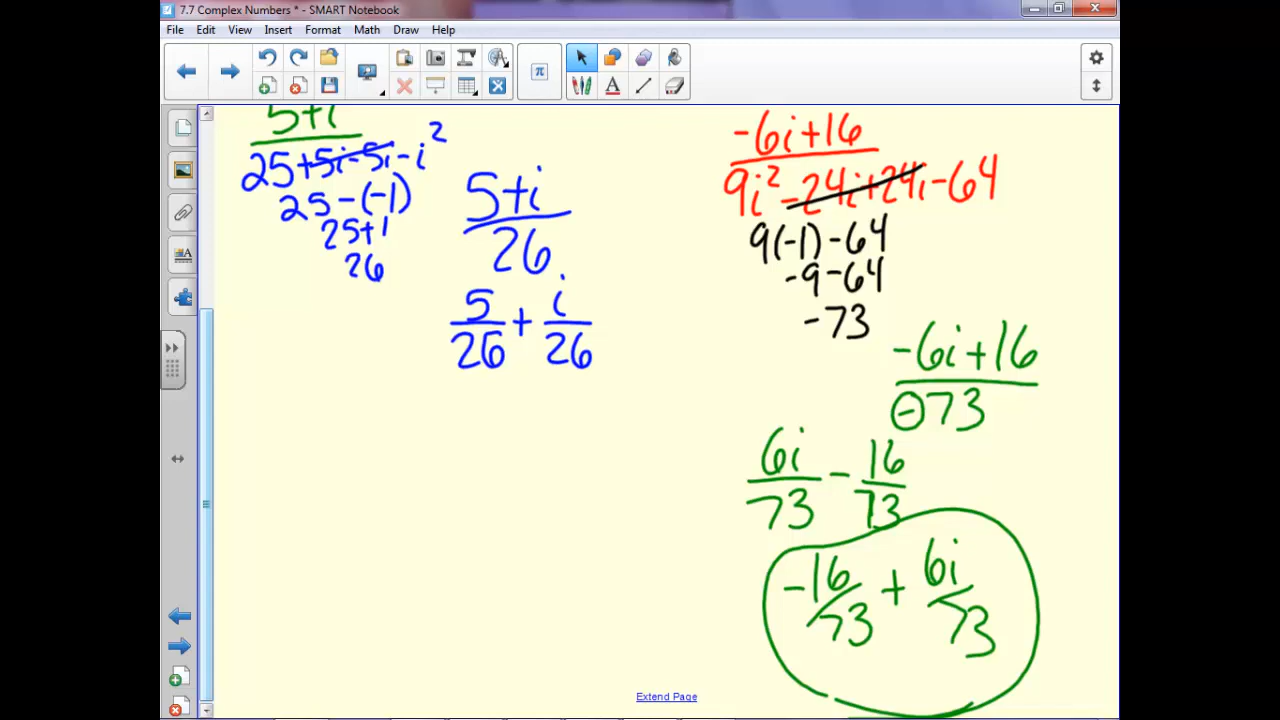 7.7 Complex Numbers * - SMART Notebook
File Edit View Insert Format Math Draw Help
π
A
5+i
25+5i-5i-i²
25-(-1)
25+1
26
5+i
26
5/26 + i/26
-6i+16
9i²-24i+24i-64
9(-1)-64
-9-64
-73
-6i+16
-73
6i/73 - 16/73
-16/73 + 6i/73
Extend Page